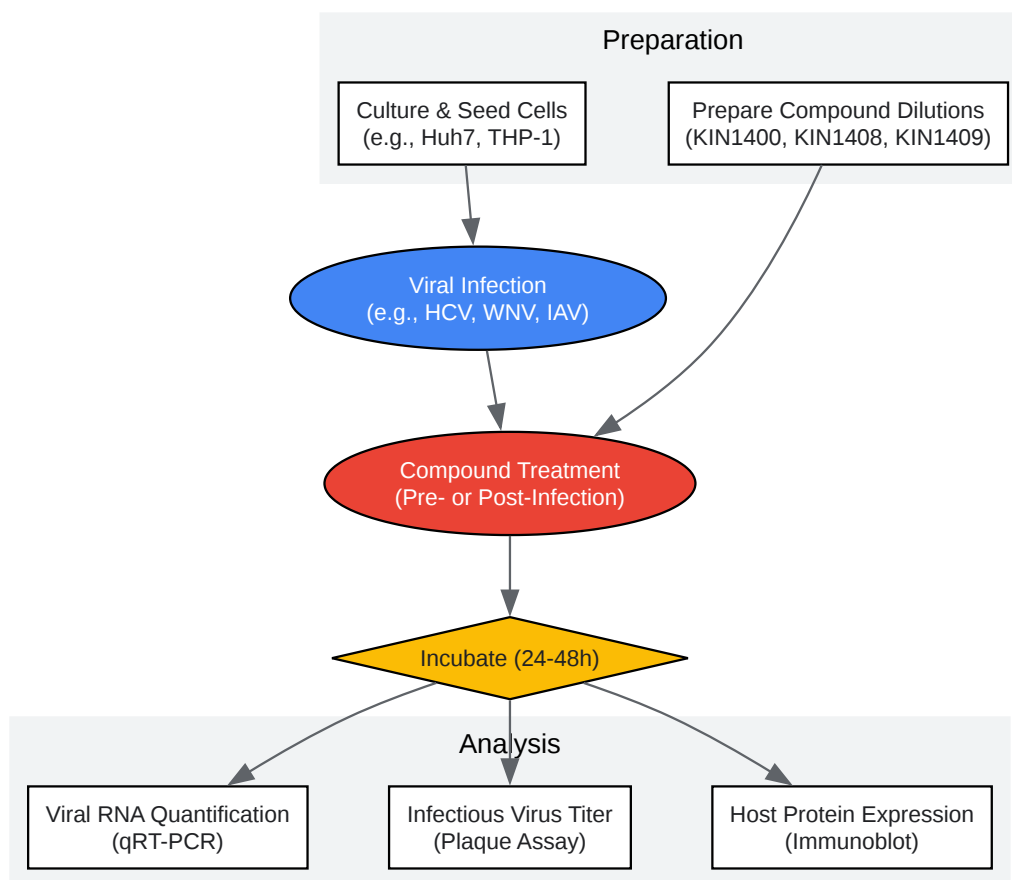 Preparation
Culture & Seed Cells
(e.g., Huh7, THP-1)
Prepare Compound Dilutions
(KIN1400, KIN1408, KIN1409)
Viral Infection
(e.g., HCV, WNV, IAV)
Compound Treatment
(Pre- or Post-Infection)
Incubate (24-48h)
Analysis
Viral RNA Quantification
(qRT-PCR)
Infectious Virus Titer
(Plaque Assay)
Host Protein Expression
(Immunoblot)